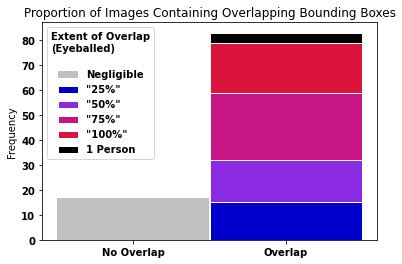 Proportion of Images Containing Overlapping Bounding Boxes
Extent of Overlap
(Eyeballed)
Negligible
"25%"
"50%"
"75%"
"100%"
1 Person
Frequency
80
70
60
50
40
30
20
10
0
No Overlap
Overlap